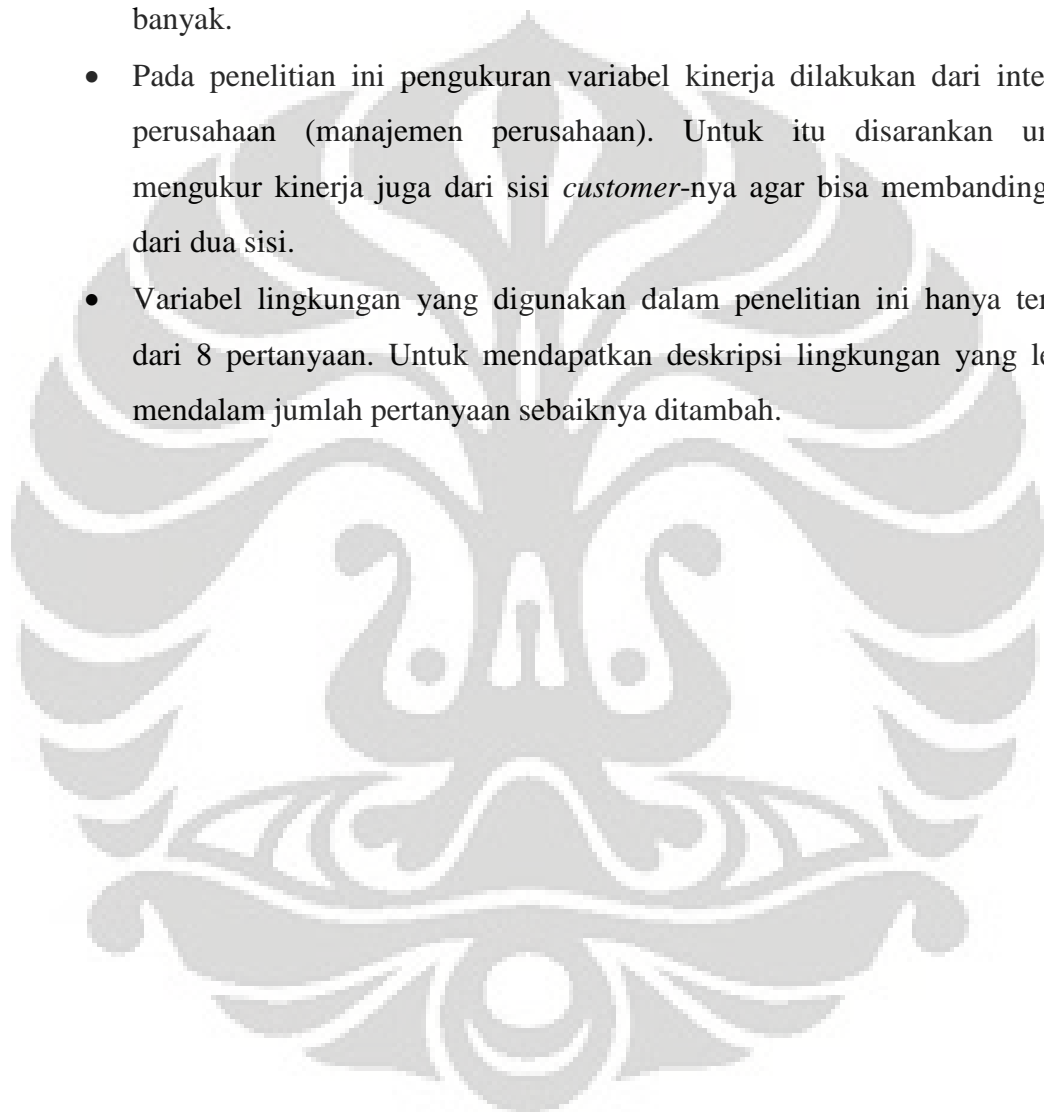 banyak.
• Pada penelitian ini pengukuran variabel kinerja dilakukan dari inte
perusahaan (manajemen perusahaan). Untuk itu disarankan un
mengukur kinerja juga dari sisi customer-nya agar bisa membanding
dari dua sisi.
• Variabel lingkungan yang digunakan dalam penelitian ini hanya ter
dari 8 pertanyaan. Untuk mendapatkan deskripsi lingkungan yang le
mendalam jumlah pertanyaan sebaiknya ditambah.